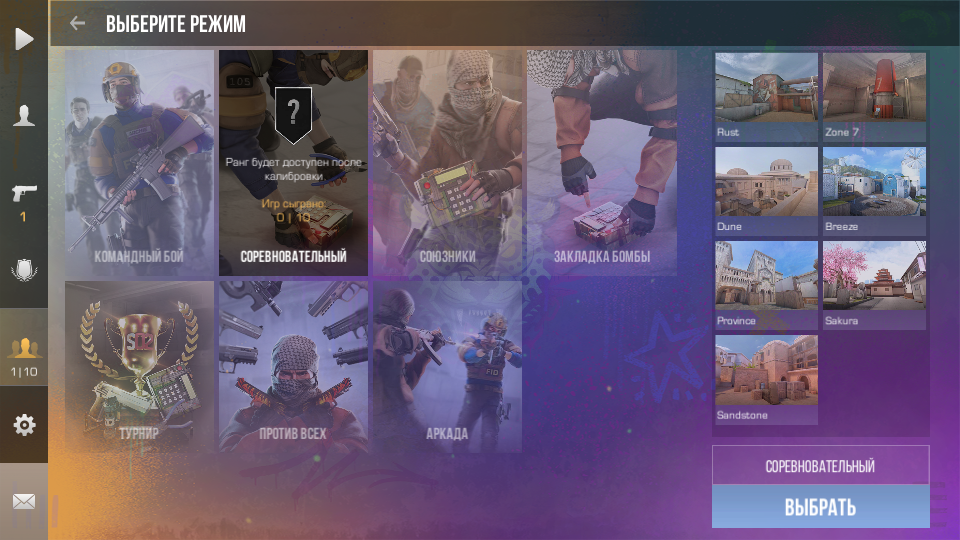 ВЫБЕРИТЕ РЕЖИМ
1
1|10
?
Ранг будет доступен после
калибровки
Игр сыграно:
0 | 10
КОМАНДНЫЙ БОЙ
СОРЕВНОВАТЕЛЬНЫЙ
СОЮЗНИКИ
ЗАКЛАДКА БОМБЫ
ТУРНИР
ПРОТИВ ВСЕХ
АРКАДА
FID
Rust
Zone 7
Dune
Breeze
Province
Sakura
Sandstone
СОРЕВНОВАТЕЛЬНЫЙ
ВЫБРАТЬ